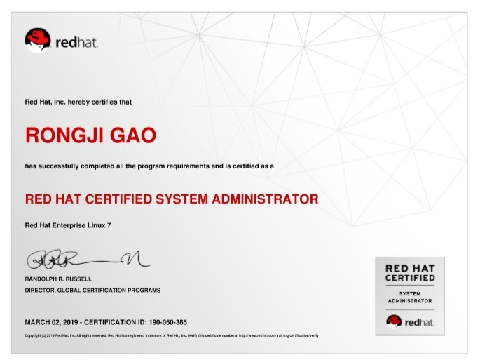 redhat.
Red Hat, Inc. hereby certifies that
RONGJI GAO
has successfully completed all the program requirements and is certified as a
RED HAT CERTIFIED SYSTEM ADMINISTRATOR
Red Hat Enterprise Linux 7
RANDOLPH R. RUSSELL
DIRECTOR, GLOBAL CERTIFICATION PROGRAMS
MARCH 02, 2019 - CERTIFICATION ID: 190-050-385
RED HAT
CERTIFIED
SYSTEM
ADMINISTRATOR
redhat.